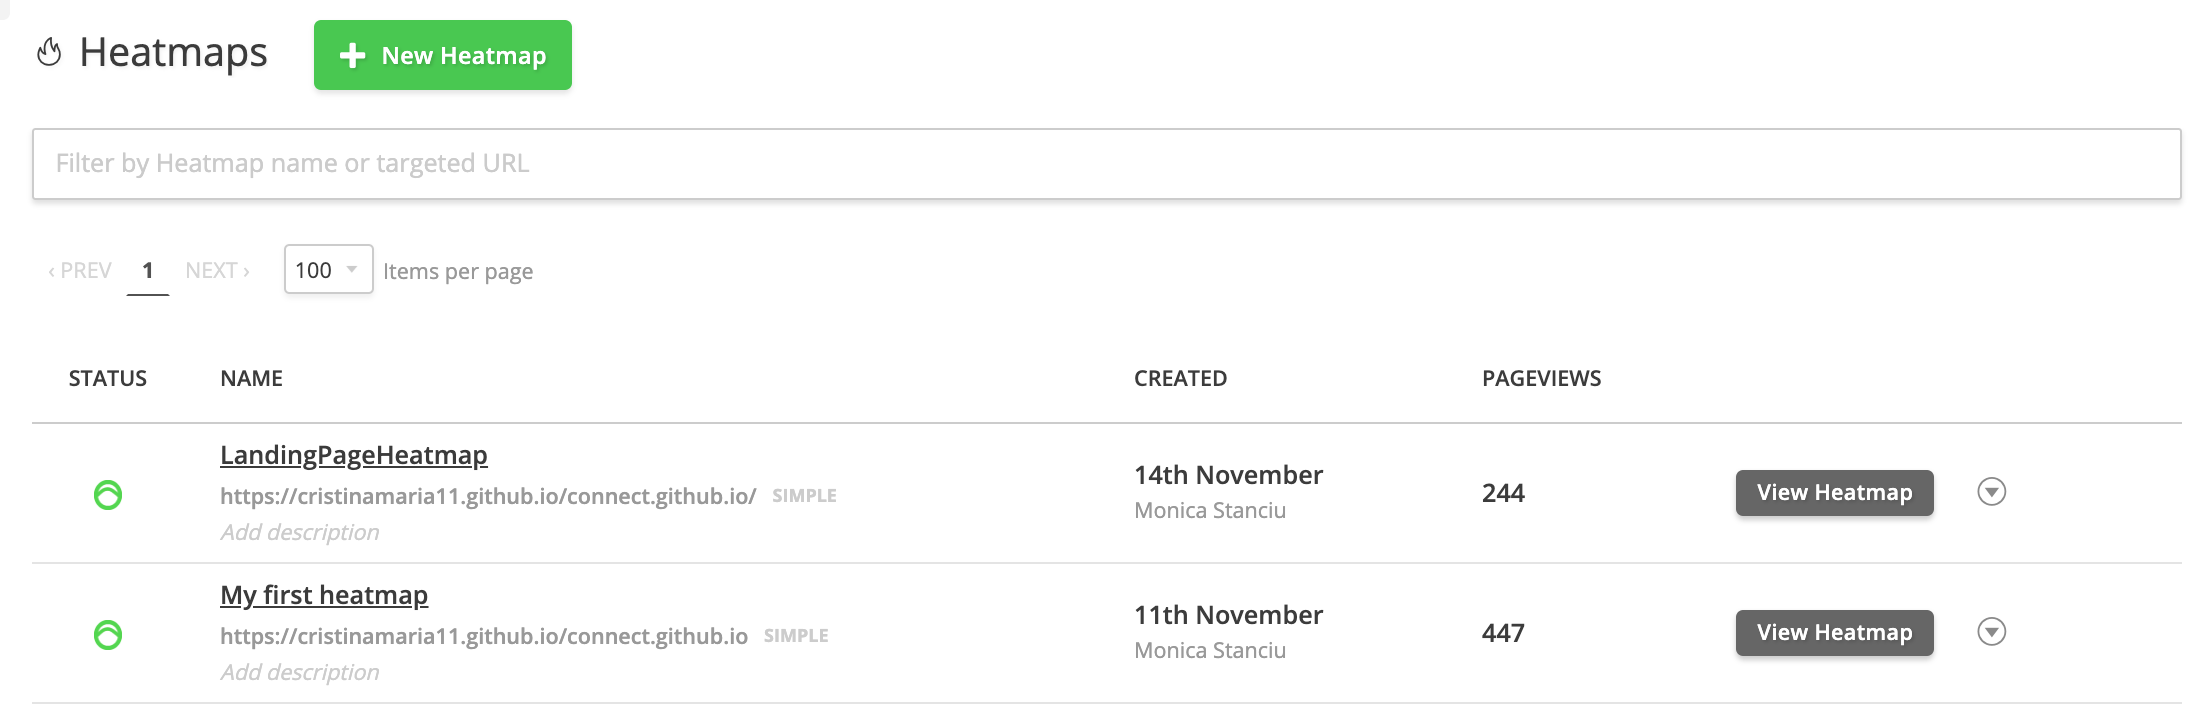 Heatmaps
New Heatmap
Filter by Heatmap name or targeted URL
‹ PREV 1 NEXT › 100 Items per page
STATUS NAME CREATED PAGEVIEWS
LandingPageHeatmap
https://cristinamaria11.github.io/connect.github.io/ SIMPLE
Add description
14th November
Monica Stanciu
244
View Heatmap
My first heatmap
https://cristinamaria11.github.io/connect.github.io SIMPLE
Add description
11th November
Monica Stanciu
447
View Heatmap